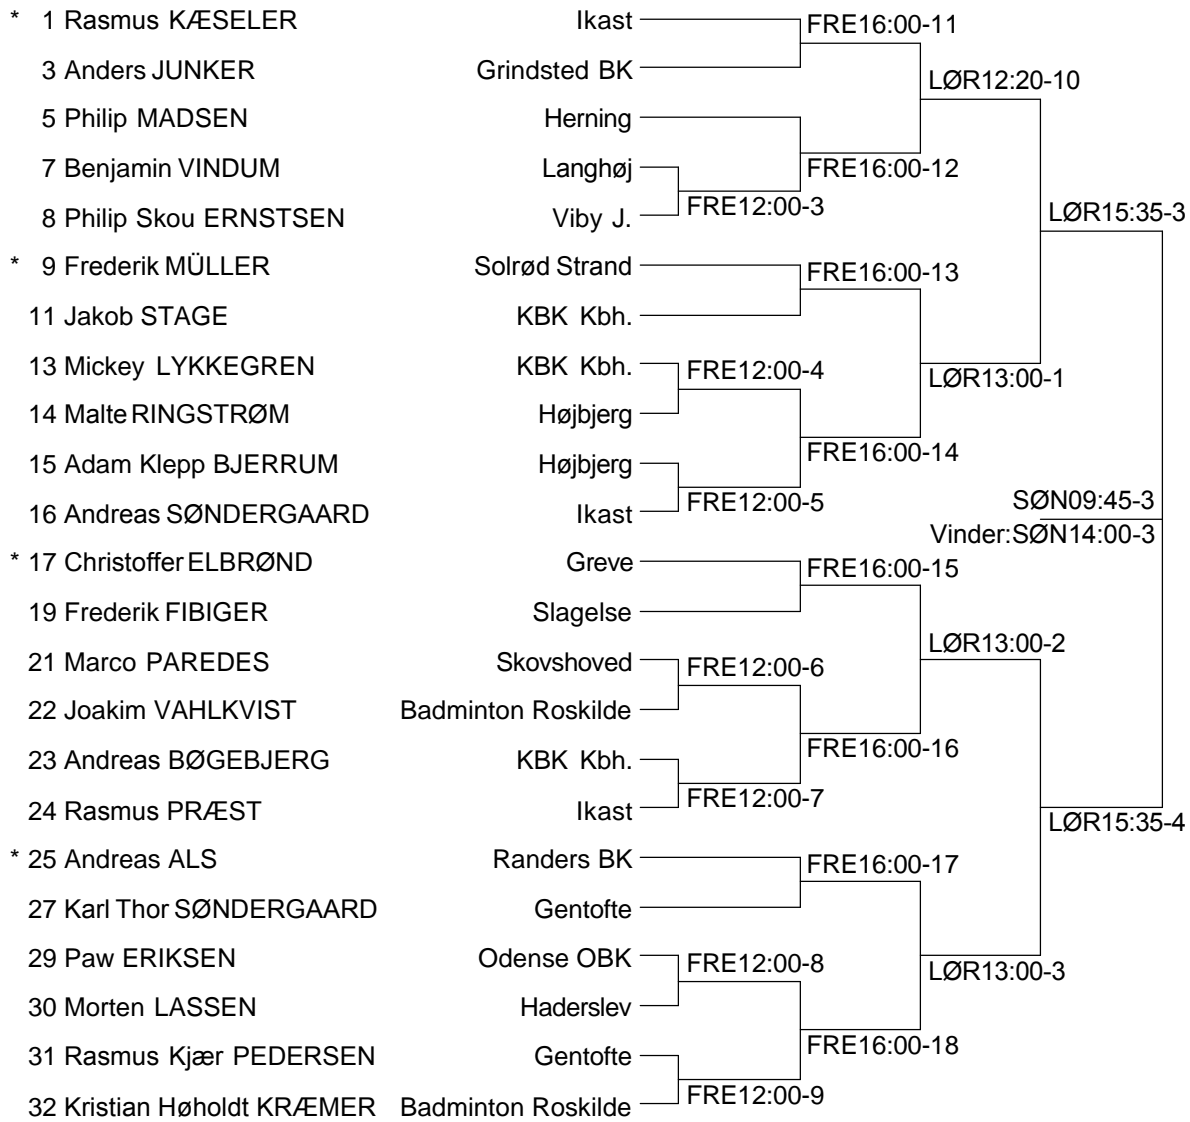 * 1 Rasmus KÆSELER Ikast FRE16:00-11
3 Anders JUNKER Grindsted BK LØR12:20-10
5 Philip MADSEN Herning
7 Benjamin VINDUM Langhøj FRE16:00-12
8 Philip Skou ERNSTSEN Viby J. FRE12:00-3 LØR15:35-3
* 9 Frederik MÜLLER Solrød Strand FRE16:00-13
11 Jakob STAGE KBK Kbh.
13 Mickey LYKKEGREN KBK Kbh. FRE12:00-4 LØR13:00-1
14 Malte RINGSTRØM Højbjerg
15 Adam Klepp BJERRUM Højbjerg FRE16:00-14
16 Andreas SØNDERGAARD Ikast FRE12:00-5 SØN09:45-3
Vinder:SØN14:00-3
* 17 Christoffer ELBRØND Greve FRE16:00-15
19 Frederik FIBIGER Slagelse
21 Marco PAREDES Skovshoved FRE12:00-6 LØR13:00-2
22 Joakim VAHLKVIST Badminton Roskilde
23 Andreas BØGEBJERG KBK Kbh. FRE16:00-16
24 Rasmus PRÆST Ikast FRE12:00-7 LØR15:35-4
* 25 Andreas ALS Randers BK FRE16:00-17
27 Karl Thor SØNDERGAARD Gentofte
29 Paw ERIKSEN Odense OBK FRE12:00-8 LØR13:00-3
30 Morten LASSEN Haderslev
31 Rasmus Kjær PEDERSEN Gentofte FRE16:00-18
32 Kristian Høholdt KRÆMER Badminton Roskilde FRE12:00-9